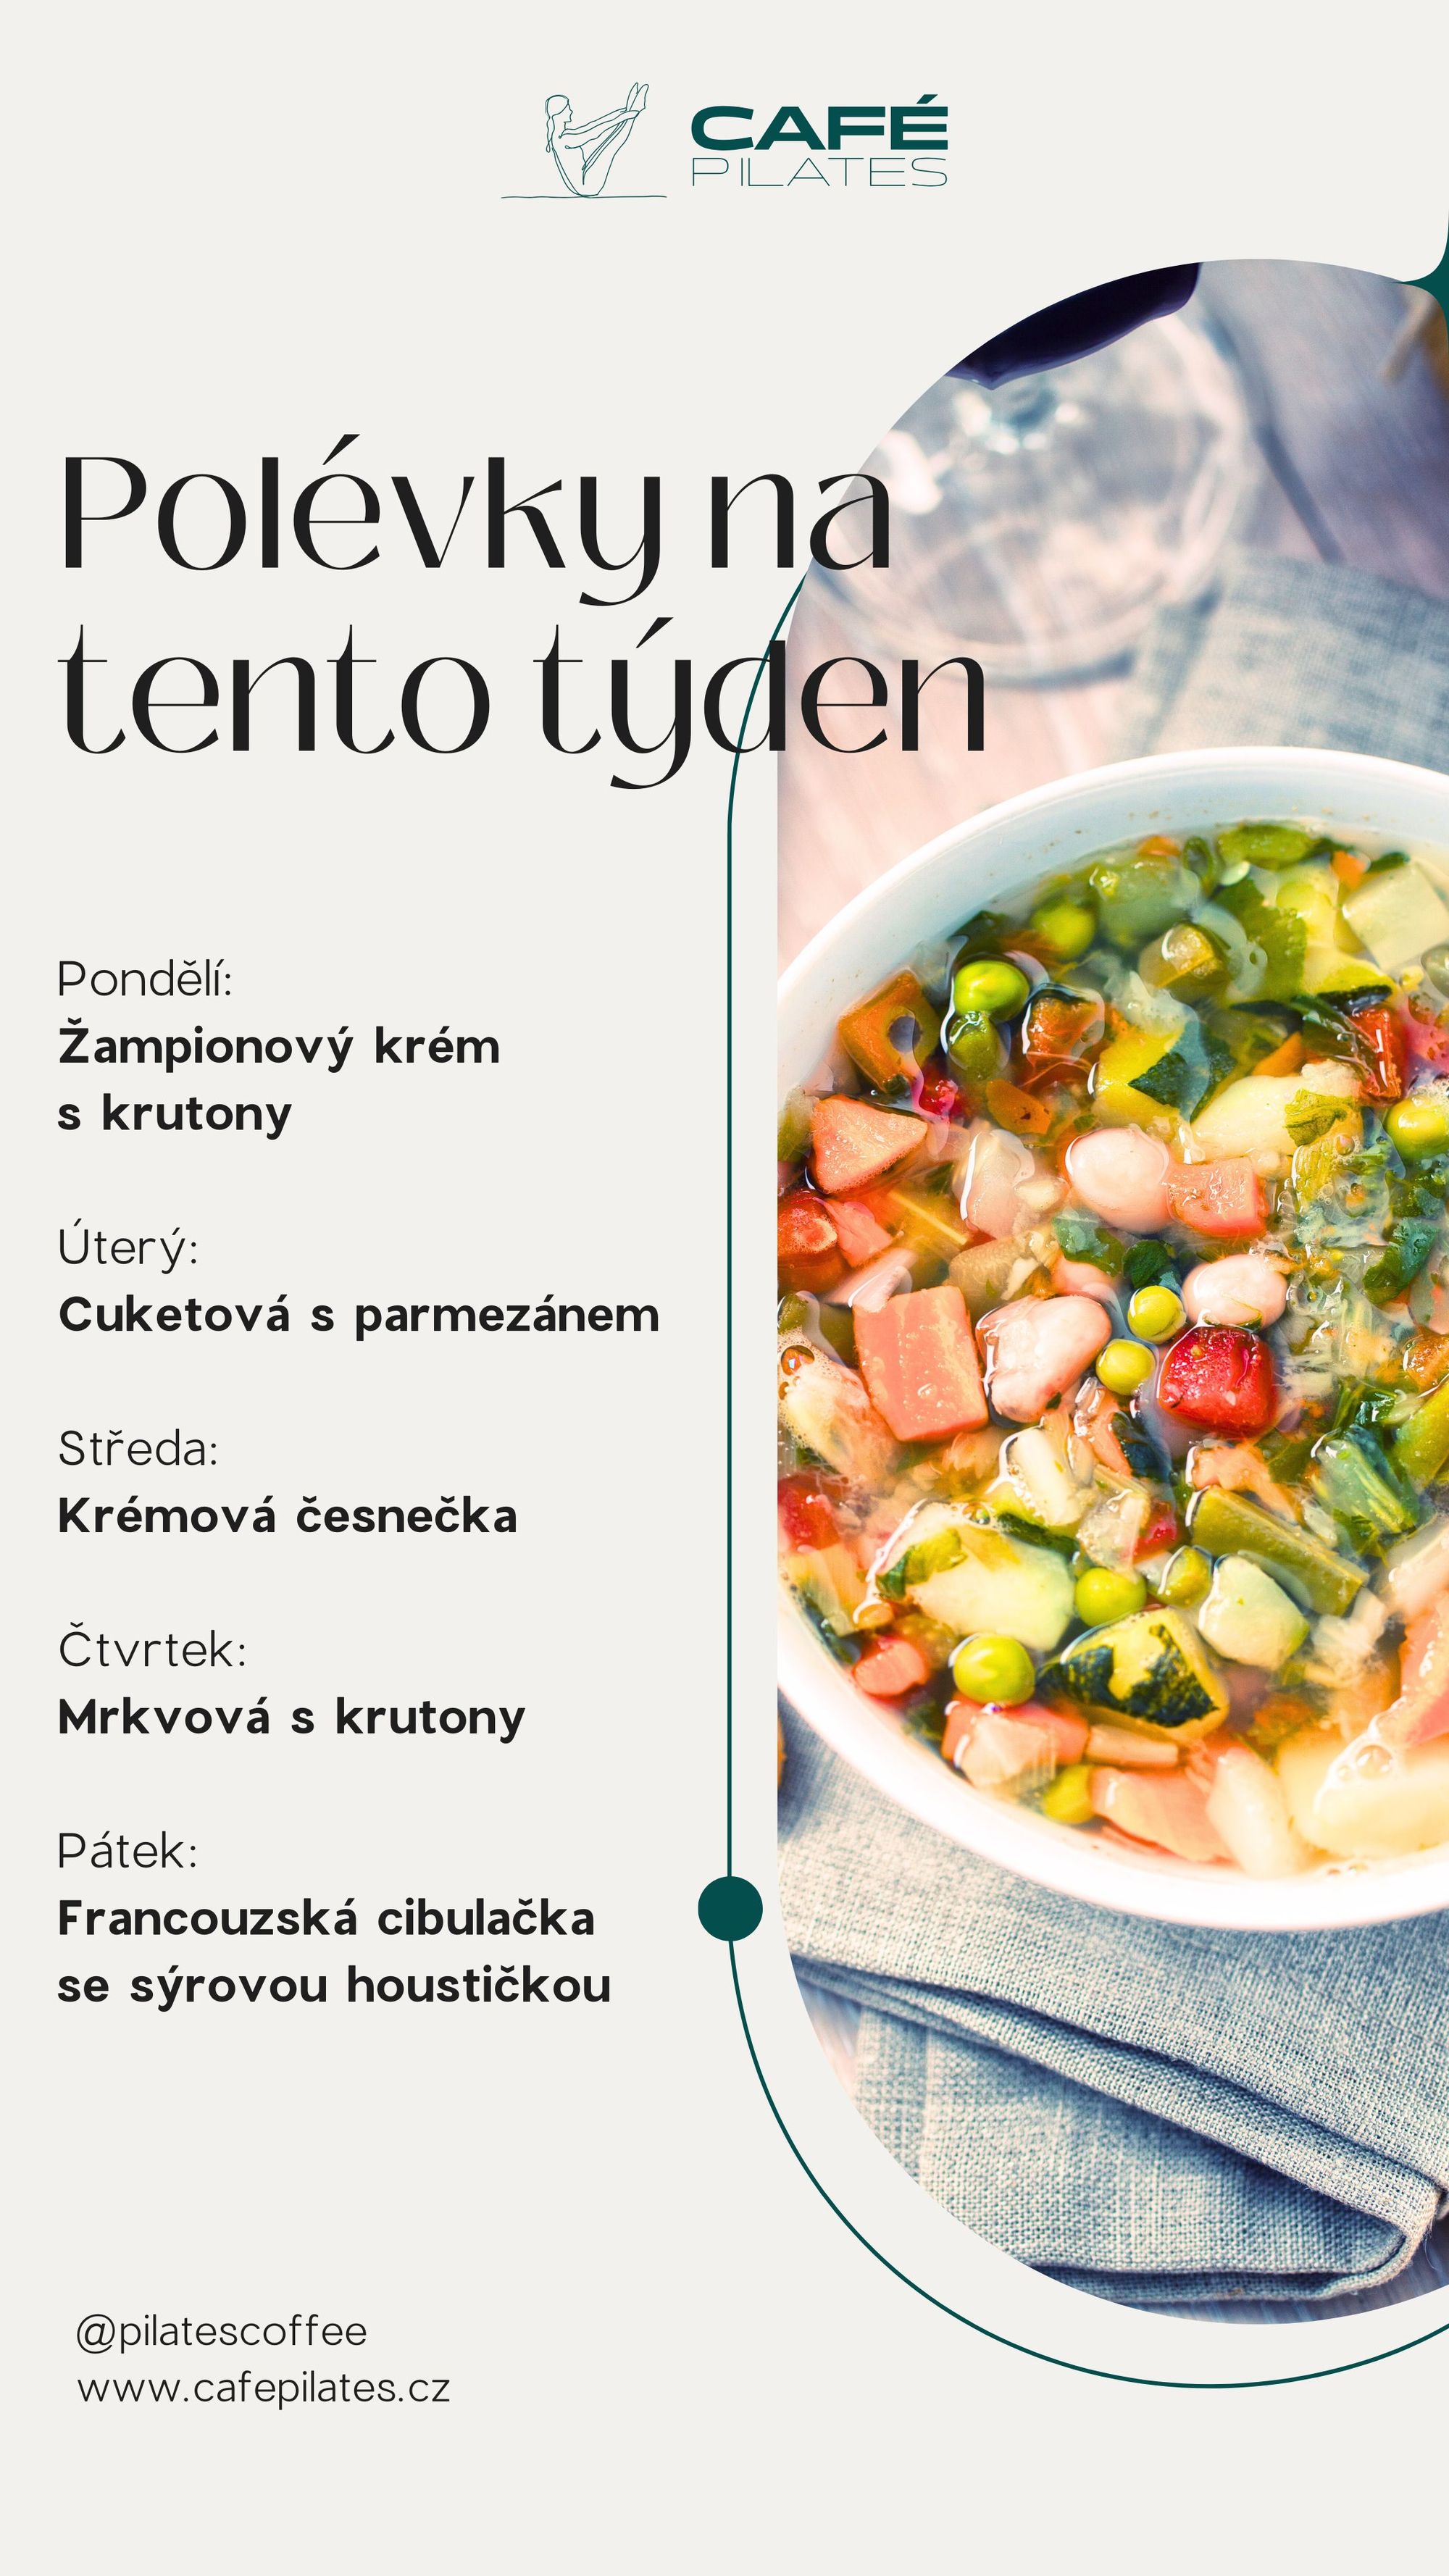 CAFÉ
PILATES
Polévky na
tento týden
Pondělí:
Žampionový krém
s krutony
Úterý:
Cuketová s parmezánem
Středa:
Krémová česnečka
Čtvrtek:
Mrkvová s krutony
Pátek:
Francouzská cibulačka
se sýrovou houstičkou
@pilatescoffee
www.cafepilates.cz